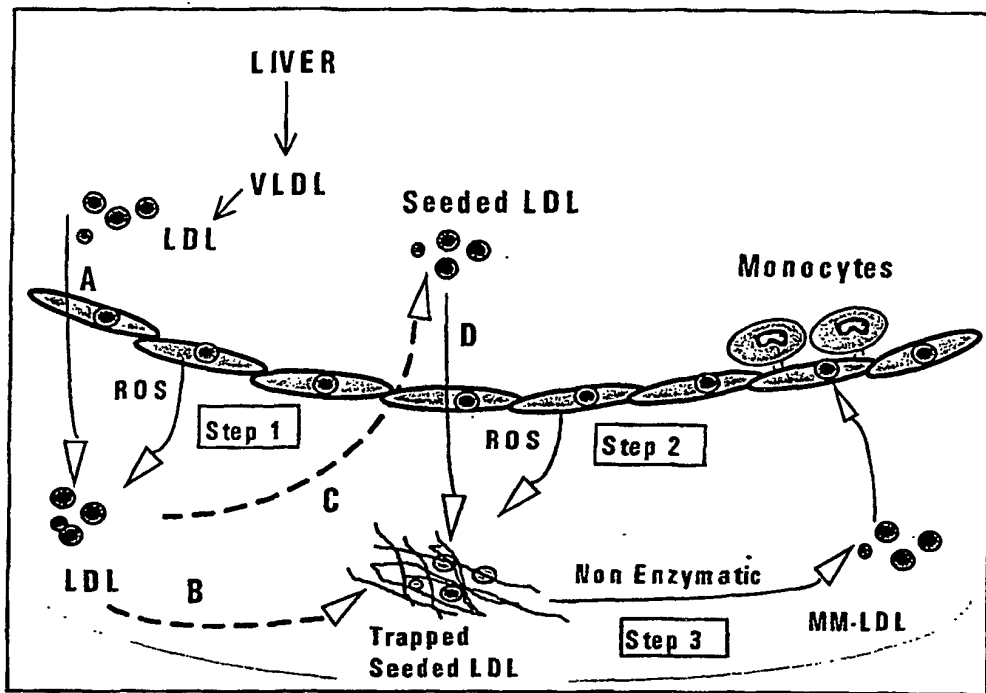 LIVER
VLDL
LDL
Seeded LDL
Monocytes
A
D
ROS
Step 1
ROS
Step 2
C
LDL
B
Non Enzymatic
Trapped
Seeded LDL
Step 3
MM-LDL